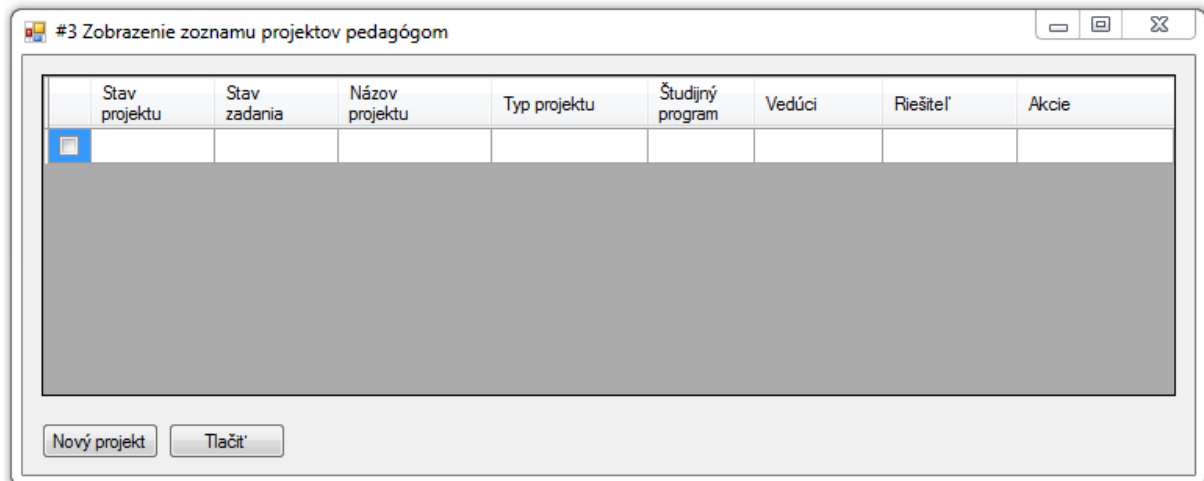 #3 Zobrazenie zoznamu projektov pedagógom
Stav projektu
Stav zadania
Názov projektu
Typ projektu
Študijný program
Vedúci
Riešiteľ
Akcie
Nový projekt
Tlačiť